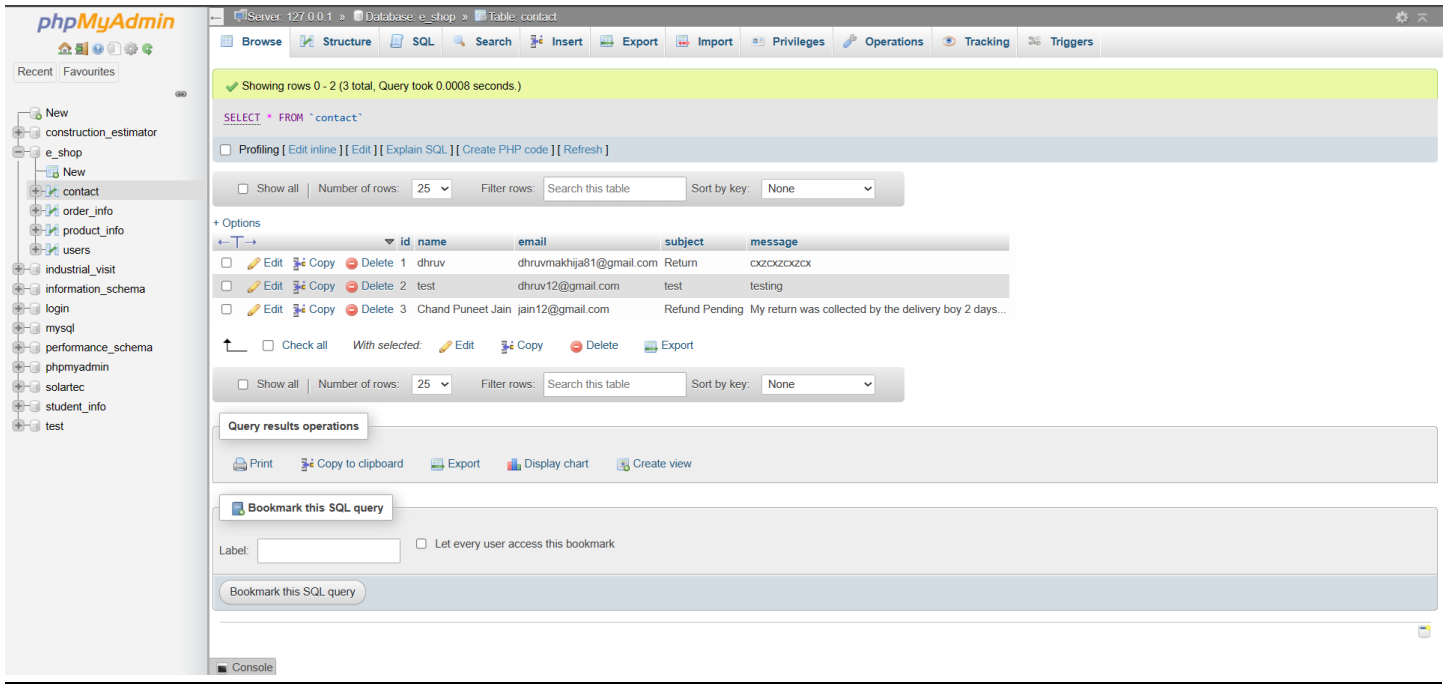 phpMyAdmin
Recent Favourites
New
construction_estimator
e_shop
New
contact
order_info
product_info
users
industrial_visit
information_schema
login
mysql
performance_schema
phpmyadmin
solartec
student_info
test
Server: 127.0.0.1 » Database: e_shop » Table: contact
Browse Structure SQL Search Insert Export Import Privileges Operations Tracking Triggers
Showing rows 0 - 2 (3 total, Query took 0.0008 seconds.)
SELECT * FROM `contact`
Profiling [ Edit inline ] [ Edit ] [ Explain SQL ] [ Create PHP code ] [ Refresh ]
Show all | Number of rows: 25 Filter rows: Search this table Sort by key: None
+ Options
←T→ id name email subject message
Edit Copy Delete 1 dhruv dhruvmakhija81@gmail.com Return cxzcxzcxzcx
Edit Copy Delete 2 test dhruv12@gmail.com test testing
Edit Copy Delete 3 Chand Puneet Jain jain12@gmail.com Refund Pending My return was collected by the delivery boy 2 days...
Check all With selected: Edit Copy Delete Export
Show all | Number of rows: 25 Filter rows: Search this table Sort by key: None
Query results operations
Print Copy to clipboard Export Display chart Create view
Bookmark this SQL query
Label: Let every user access this bookmark
Bookmark this SQL query
Console